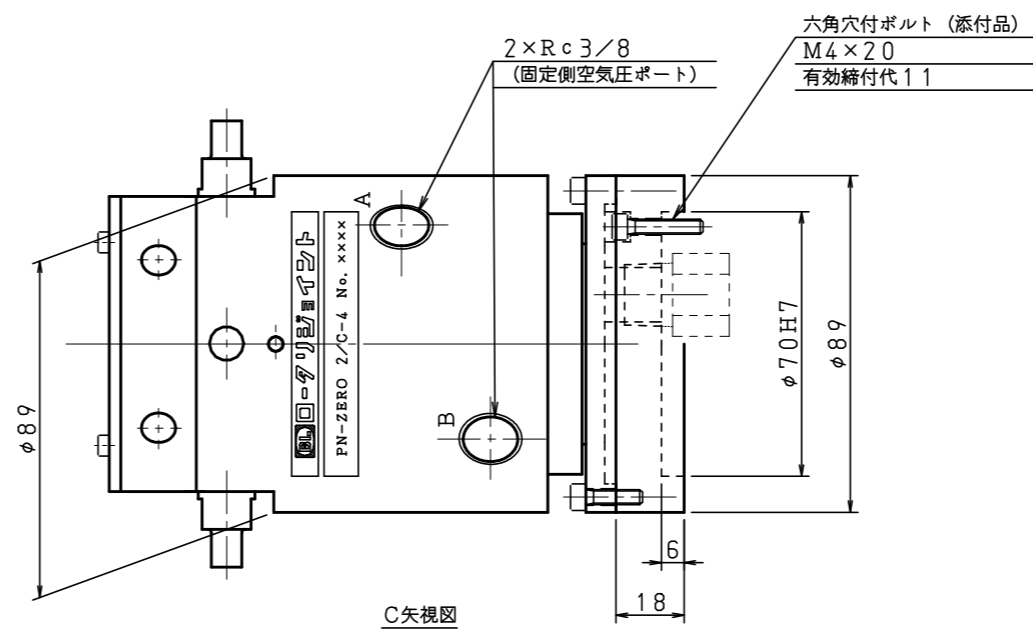 六角穴付ボルト（添付品）
M4×20
有効締付代11
2×Rc3/8
(固定側空気圧ポート)
A
BL ロータリジョイント
PN-ZERO 2/C-4 No. ××××
B
φ89
φ70H7
φ89
6
18
C矢視図